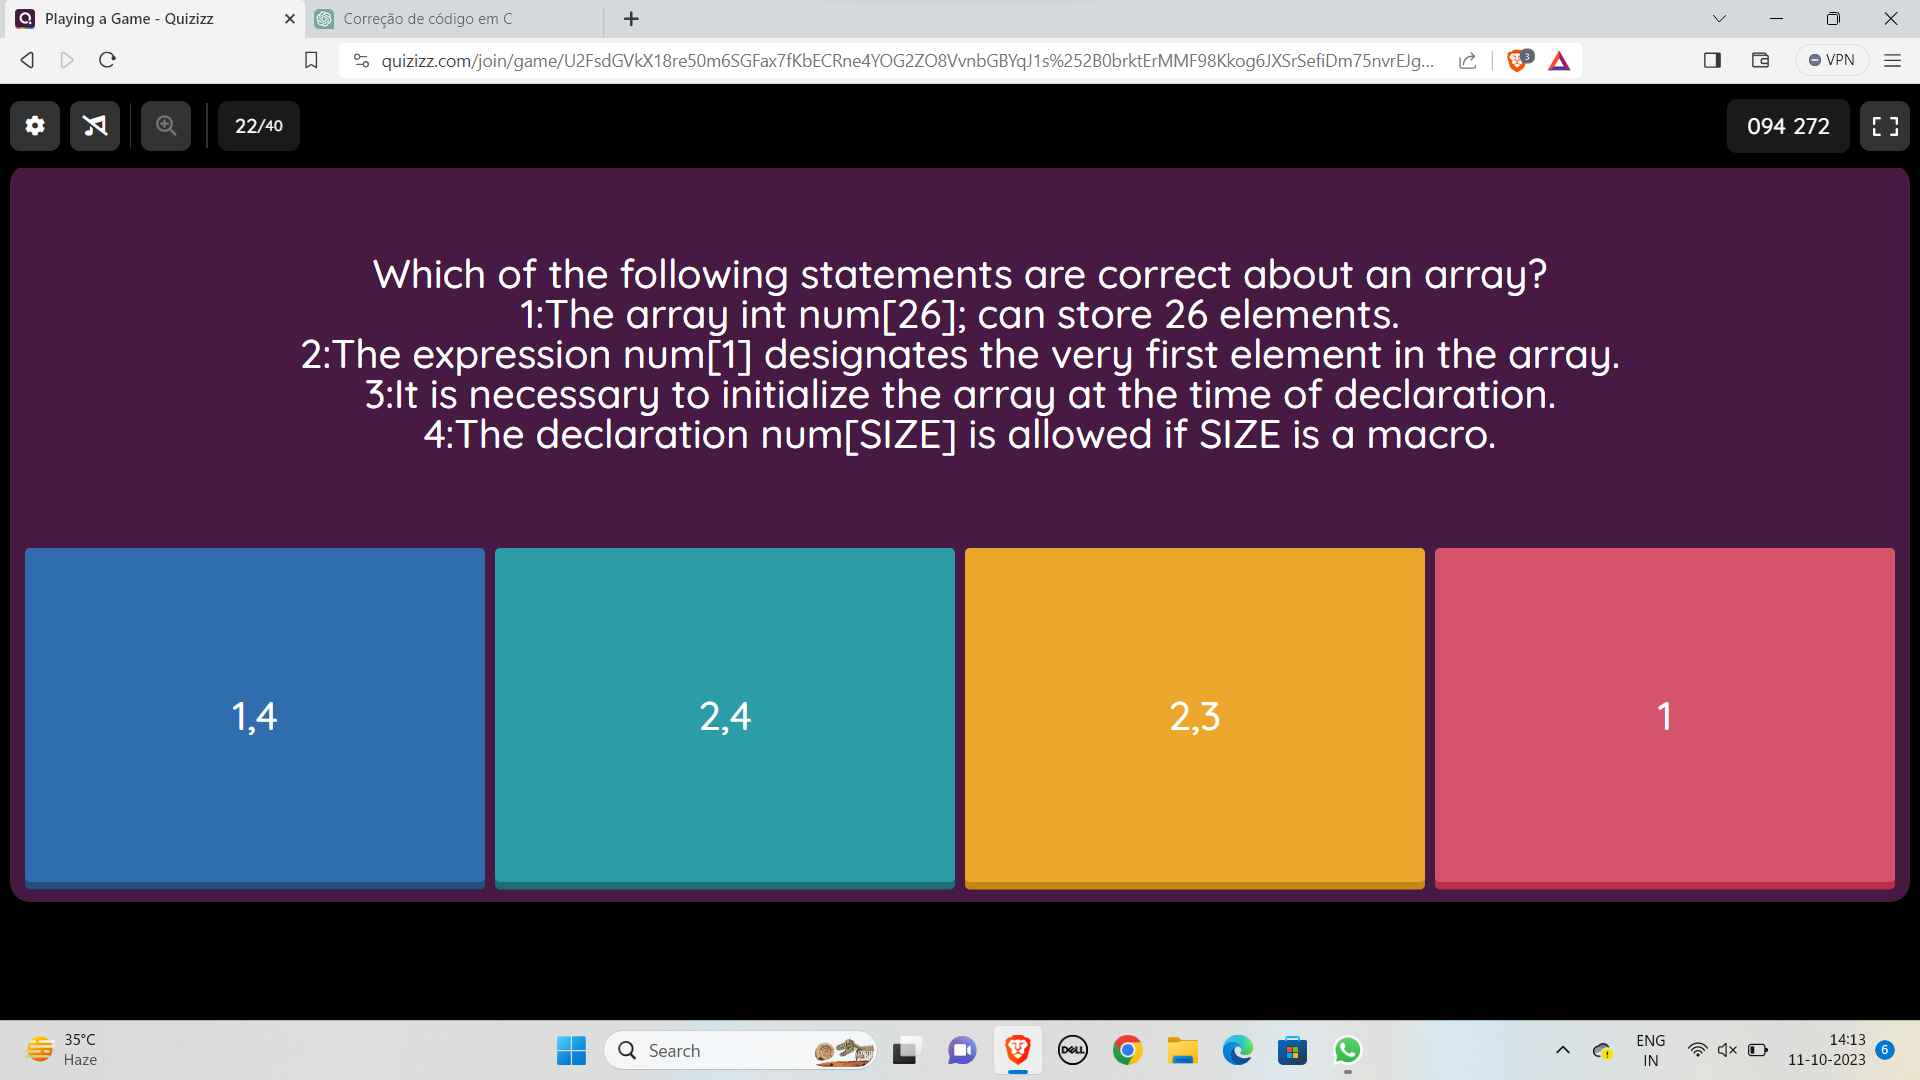 Playing a Game - Quizizz
Correção de código em C
quizizz.com/join/game/U2FsdGVkX18re50m6SGFax7fKbECRne4YOG2ZO8VvnbGBYqJ1s%252B0brktErMMF98Kkog6JXSrSefiDm75nvrEJg...
3
VPN
22/40
094 272
Which of the following statements are correct about an array?
1:The array int num[26]; can store 26 elements.
2:The expression num[1] designates the very first element in the array.
3:It is necessary to initialize the array at the time of declaration.
4:The declaration num[SIZE] is allowed if SIZE is a macro.
1,4
2,4
2,3
1
35°C
Haze
Search
DELL
ENG
IN
14:13
11-10-2023
6